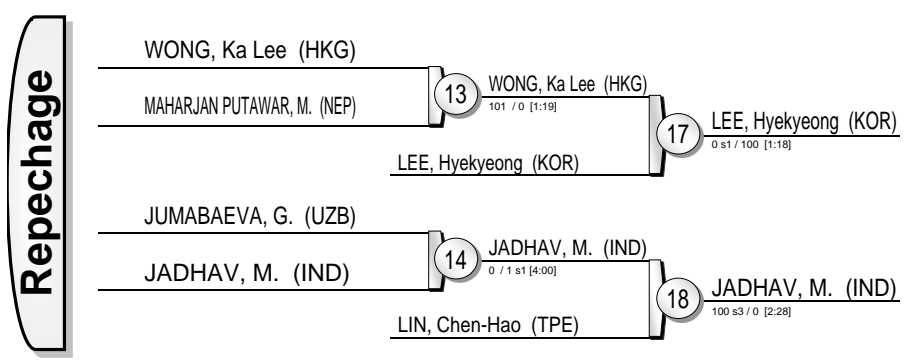 Repechage
WONG, Ka Lee (HKG)
MAHARJAN PUTAWAR, M. (NEP)
13
WONG, Ka Lee (HKG)
101 / 0 [1:19]
LEE, Hyekyeong (KOR)
17
LEE, Hyekyeong (KOR)
0 s1 / 100 [1:18]
JUMABAEVA, G. (UZB)
JADHAV, M. (IND)
14
JADHAV, M. (IND)
0 / 1 s1 [4:00]
LIN, Chen-Hao (TPE)
18
JADHAV, M. (IND)
100 s3 / 0 [2:28]